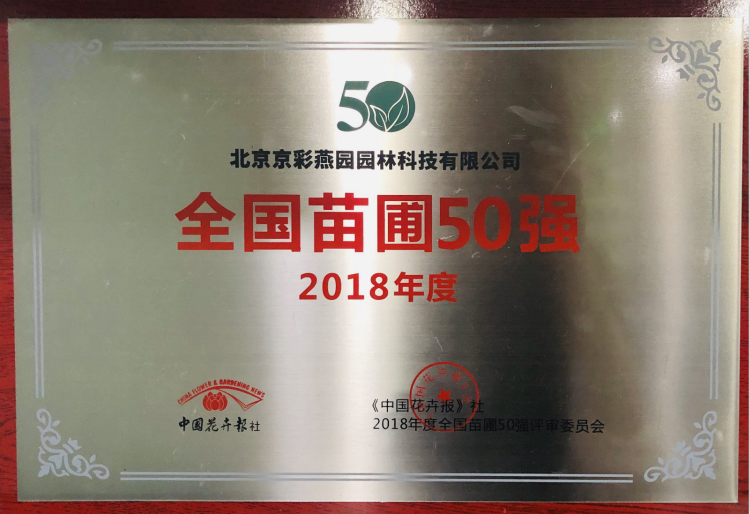 50
北京京彩燕园园林科技有限公司
全国苗圃50强
2018年度
CHINA FLOWER & GARDENING NEWS
中国花卉報社
《中国花卉报》社
2018年度全国苗圃50强评审委员会